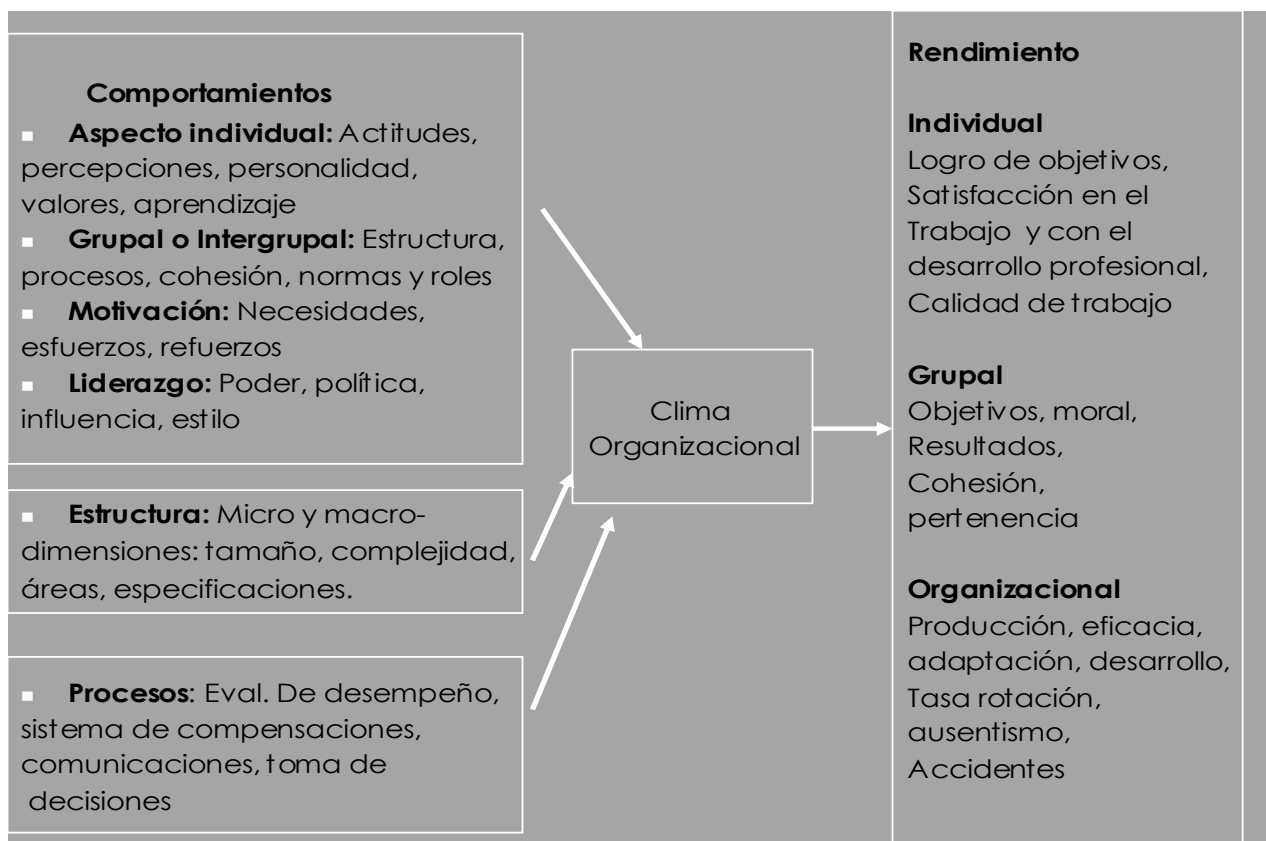 Comportamientos
▪ Aspecto individual: Actitudes,
percepciones, personalidad,
valores, aprendizaje
▪ Grupal o Intergrupal: Estructura,
procesos, cohesión, normas y roles
▪ Motivación: Necesidades,
esfuerzos, refuerzos
▪ Liderazgo: Poder, política,
influencia, estilo
▪ Estructura: Micro y macro-
dimensiones: tamaño, complejidad,
áreas, especificaciones.
▪ Procesos: Eval. De desempeño,
sistema de compensaciones,
comunicaciones, toma de
decisiones
Clima
Organizacional
Rendimiento
Individual
Logro de objetivos,
Satisfacción en el
Trabajo y con el
desarrollo profesional,
Calidad de trabajo
Grupal
Objetivos, moral,
Resultados,
Cohesión,
pertenencia
Organizacional
Producción, eficacia,
adaptación, desarrollo,
Tasa rotación,
ausentismo,
Accidentes